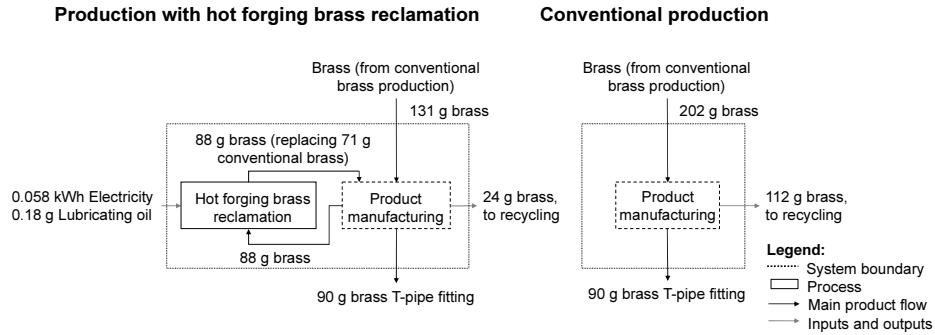 Production with hot forging brass reclamation
Brass (from conventional
brass production)
131 g brass
88 g brass (replacing 71 g
conventional brass)
0.058 kWh Electricity
0.18 g Lubricating oil
Hot forging brass
reclamation
Product
manufacturing
24 g brass,
to recycling
88 g brass
90 g brass T-pipe fitting
Conventional production
Brass (from conventional
brass production)
202 g brass
Product
manufacturing
112 g brass,
to recycling
90 g brass T-pipe fitting
Legend:
System boundary
Process
Main product flow
Inputs and outputs